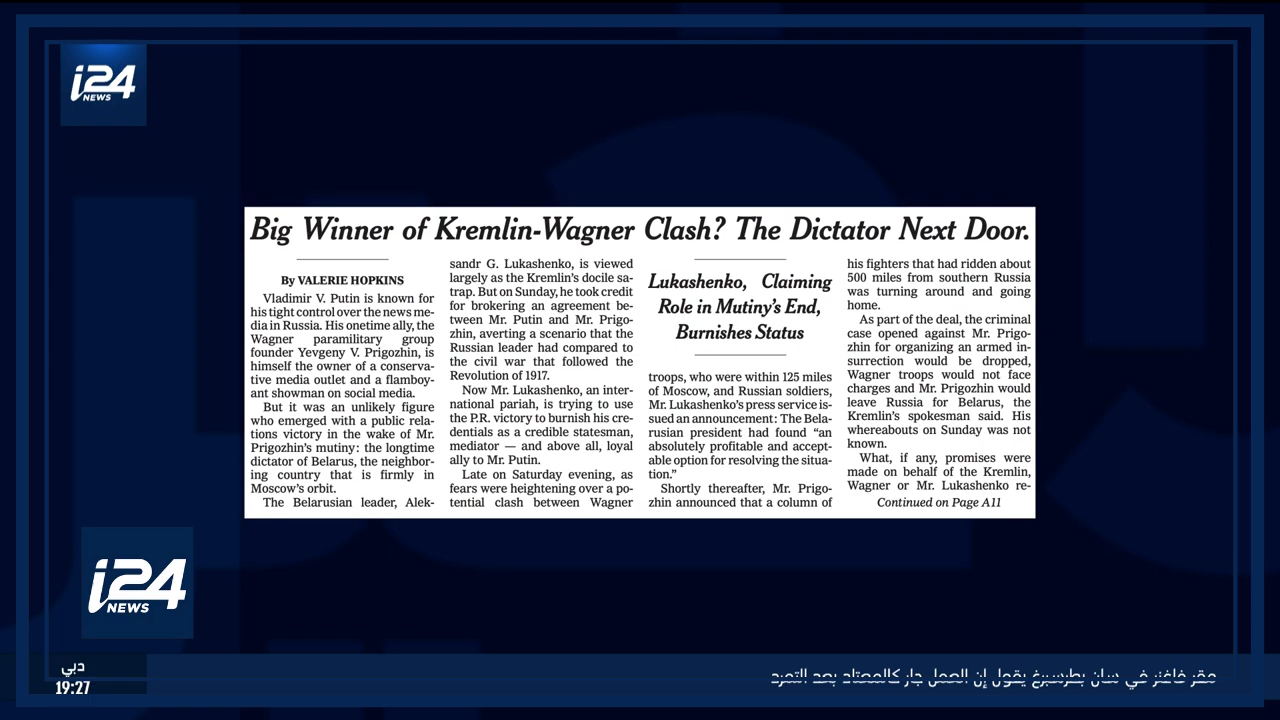 i24
NEWS
Big Winner of Kremlin-Wagner Clash? The Dictator Next Door.
By VALERIE HOPKINS
Vladimir V. Putin is known for
his tight control over the news me-
dia in Russia. His onetime ally, the
Wagner paramilitary group
founder Yevgeny V. Prigozhin, is
himself the owner of a conserva-
tive media outlet and a flamboy-
ant showman on social media.
But it was an unlikely figure
who emerged with a public rela-
tions victory in the wake of Mr.
Prigozhin's mutiny: the longtime
dictator of Belarus, the neighbor-
ing country that is firmly in
Moscow's orbit.
The Belarusian leader, Alek-
sandr G. Lukashenko, is viewed
largely as the Kremlin's docile sa-
trap. But on Sunday, he took credit
for brokering an agreement be-
tween Mr. Putin and Mr. Prigo-
zhin, averting a scenario that the
Russian leader had compared to
the civil war that followed the
Revolution of 1917.
Now Mr. Lukashenko, an inter-
national pariah, is trying to use
the P.R. victory to burnish his cre-
dentials as a credible statesman,
mediator — and above all, loyal
ally to Mr. Putin.
Late on Saturday evening, as
fears were heightening over a po-
tential clash between Wagner
Lukashenko, Claiming
Role in Mutiny's End,
Burnishes Status
troops, who were within 125 miles
of Moscow, and Russian soldiers,
Mr. Lukashenko's press service is-
sued an announcement: The Bela-
rusian president had found “an
absolutely profitable and accept-
able option for resolving the situa-
tion.”
Shortly thereafter, Mr. Prigo-
zhin announced that a column of
his fighters that had ridden about
500 miles from southern Russia
was turning around and going
home.
As part of the deal, the criminal
case opened against Mr. Prigo-
zhin for organizing an armed in-
surrection would be dropped,
Wagner troops would not face
charges and Mr. Prigozhin would
leave Russia for Belarus, the
Kremlin's spokesman said. His
whereabouts on Sunday was not
known.
What, if any, promises were
made on behalf of the Kremlin,
Wagner or Mr. Lukashenko re-
Continued on Page A11
i24
NEWS
دبي
19:27
مقر فاغنر في سان بطرسبرغ يقول إن العمل جار كالمعتاد بعد التمرد